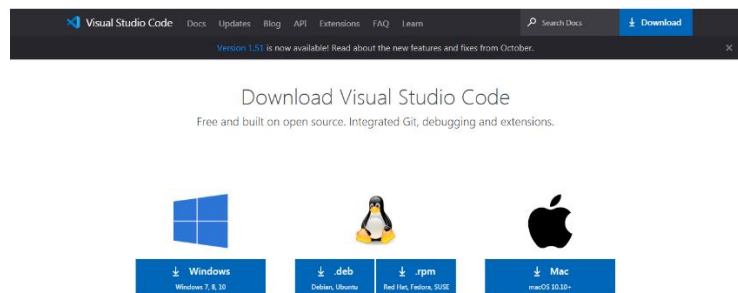 Visual Studio Code Docs Updates Blog API Extensions FAQ Learn Search Docs Download
Version 1.51 is now available! Read about the new features and fixes from October.
Download Visual Studio Code
Free and built on open source. Integrated Git, debugging and extensions.
Windows
Windows 7, 8, 10
.deb
Debian, Ubuntu
.rpm
Red Hat, Fedora, SUSE
Mac
macOS 10.10+